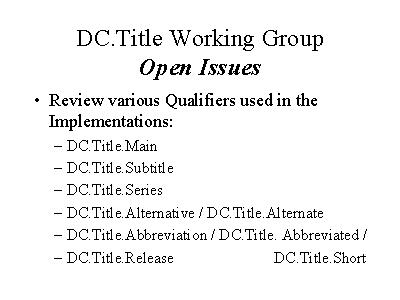 DC.Title Working Group
Open Issues
• Review various Qualifiers used in the
Implementations:
– DC.Title.Main
– DC.Title.Subtitle
– DC.Title.Series
– DC.Title.Alternative / DC.Title.Alternate
– DC.Title.Abbreviation / DC.Title. Abbreviated /
– DC.Title.Release DC.Title.Short